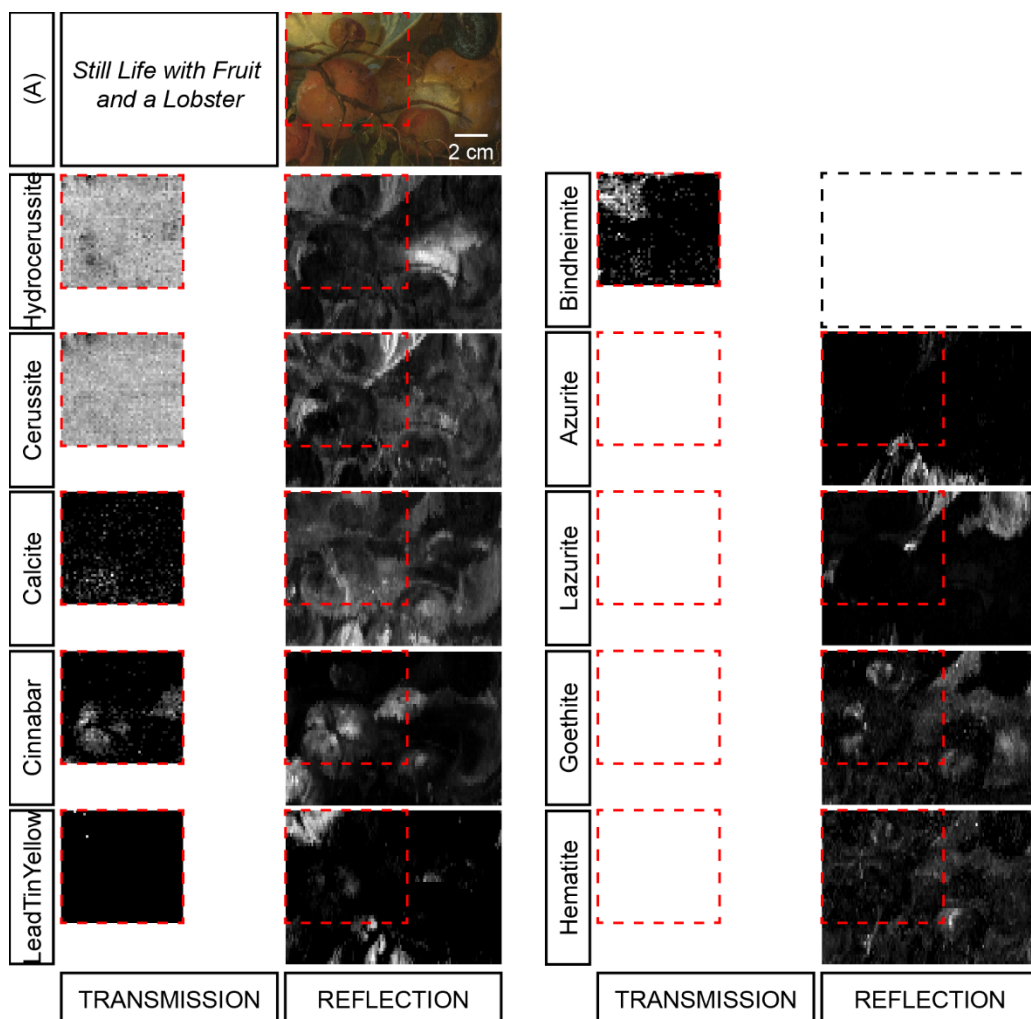 (A)
Still Life with Fruit
and a Lobster
2 cm
Hydrocerussite
Cerussite
Calcite
Cinnabar
LeadTinYellow
TRANSMISSION
REFLECTION
Bindheimite
Azurite
Lazurite
Goethite
Hematite
TRANSMISSION
REFLECTION